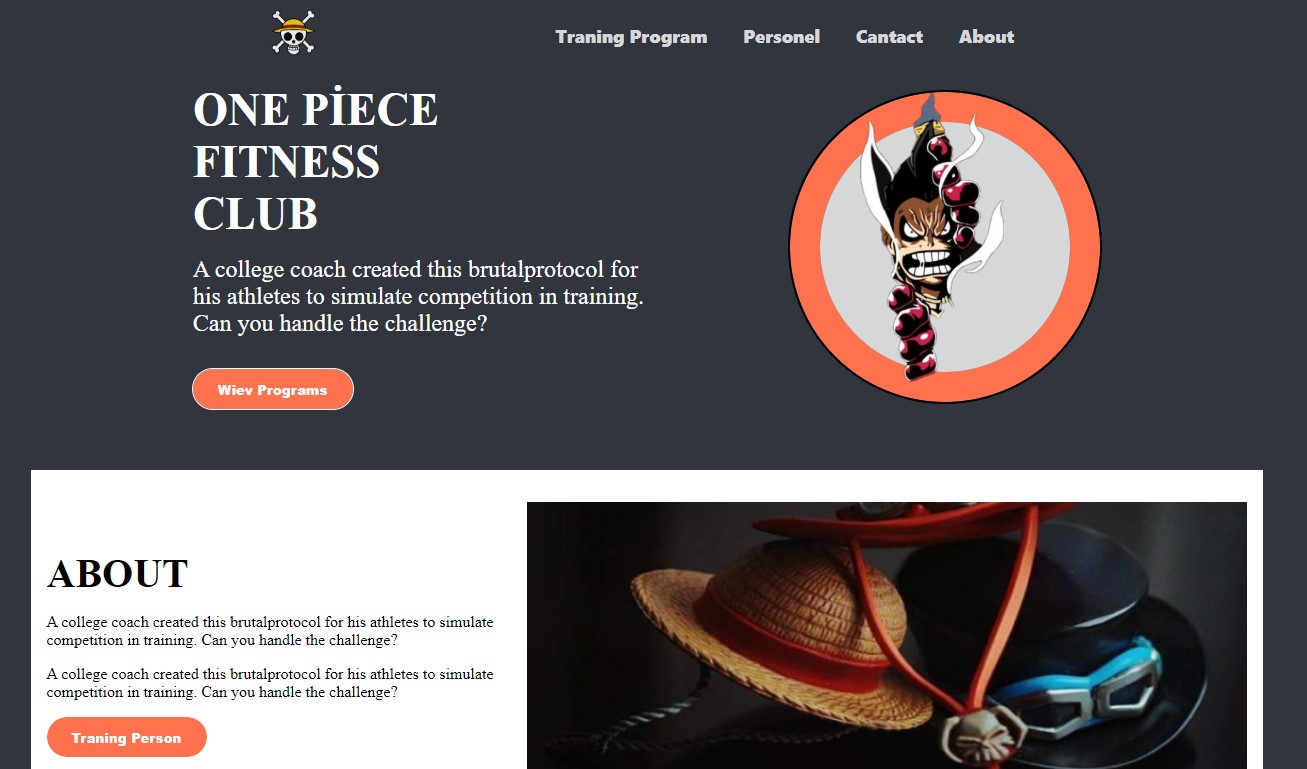 Traning Program Personel Cantact About
ONE PİECE
FITNESS
CLUB
A college coach created this brutalprotocol for
his athletes to simulate competition in training.
Can you handle the challenge?
Wiev Programs
ABOUT
A college coach created this brutalprotocol for his athletes to simulate
competition in training. Can you handle the challenge?
A college coach created this brutalprotocol for his athletes to simulate
competition in training. Can you handle the challenge?
Traning Person